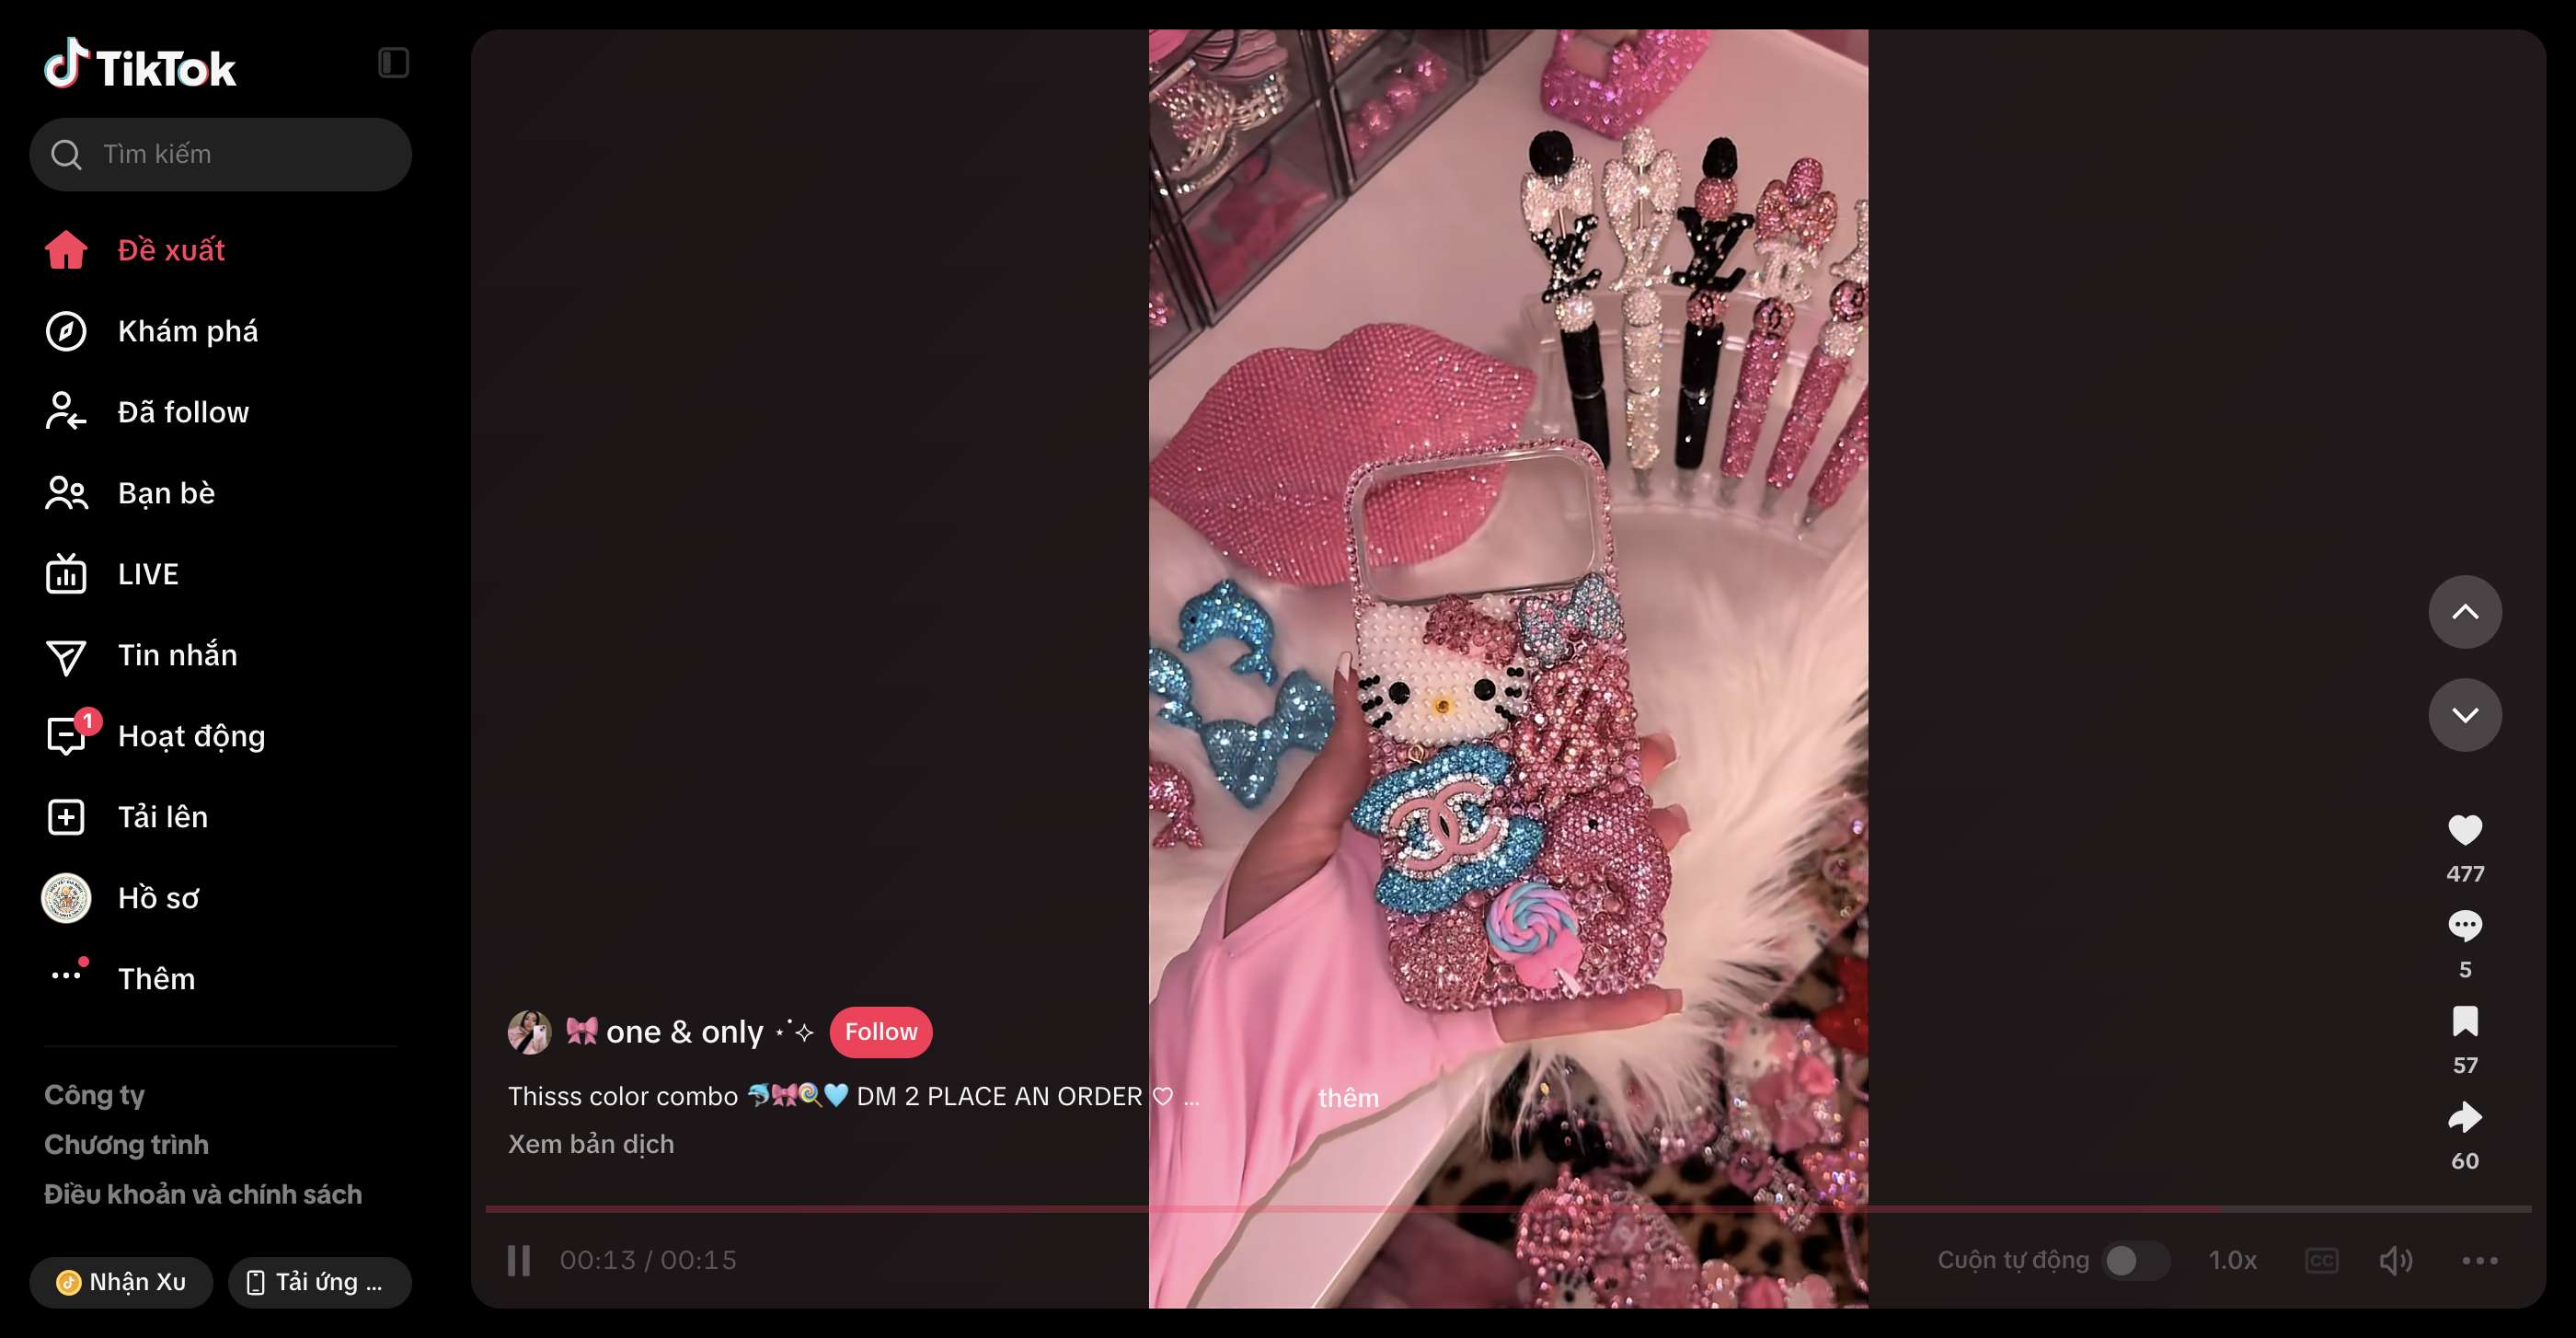 TikTok
Tìm kiếm
Đề xuất
Khám phá
Đã follow
Bạn bè
LIVE
Tin nhắn
1
Hoạt động
Tải lên
Hồ sơ
Thêm
Công ty
Chương trình
Điều khoản và chính sách
Nhận Xu
Tải ứng ...
🎀 one & only ⋆˙✧
Follow
Thisss color combo 🐬🎀🍭🩵 DM 2 PLACE AN ORDER ♡ ... thêm
Xem bản dịch
00:13 / 00:15
477
5
57
60
Cuộn tự động
1.0x
CC